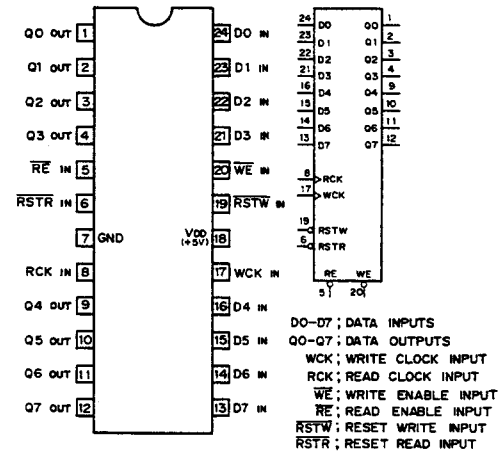 Q0 OUT 1 24 D0 IN
Q1 OUT 2 23 D1 IN
Q2 OUT 3 22 D2 IN
Q3 OUT 4 21 D3 IN
RE IN 5 20 WE IN
RSTR IN 6 19 RSTW IN
7 GND VDD (+5V) 18
RCK IN 8 17 WCK IN
Q4 OUT 9 16 D4 IN
Q5 OUT 10 15 D5 IN
Q6 OUT 11 14 D6 IN
Q7 OUT 12 13 D7 IN
24 D0 Q0 1
23 D1 Q1 2
22 D2 Q2 3
21 D3 Q3 4
16 D4 Q4 9
15 D5 Q5 10
14 D6 Q6 11
13 D7 Q7 12
8 RCK
17 WCK
19 RSTW
6 RSTR
RE WE
5 20
D0-D7; DATA INPUTS
Q0-Q7; DATA OUTPUTS
WCK; WRITE CLOCK INPUT
RCK; READ CLOCK INPUT
WE; WRITE ENABLE INPUT
RE; READ ENABLE INPUT
RSTW; RESET WRITE INPUT
RSTR; RESET READ INPUT